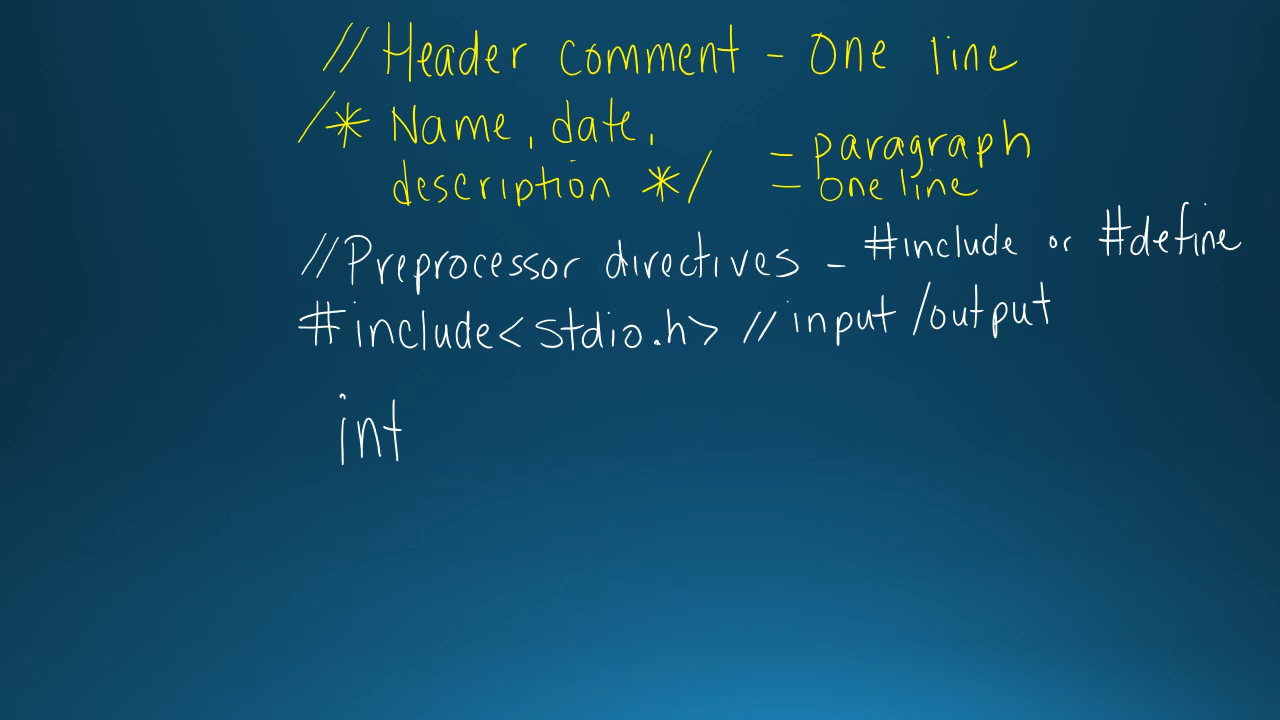 // Header comment - One line
/* Name, date, - paragraph
description */ - one line
//Preprocessor directives - #include or #define
#include<stdio.h> // input /output
int